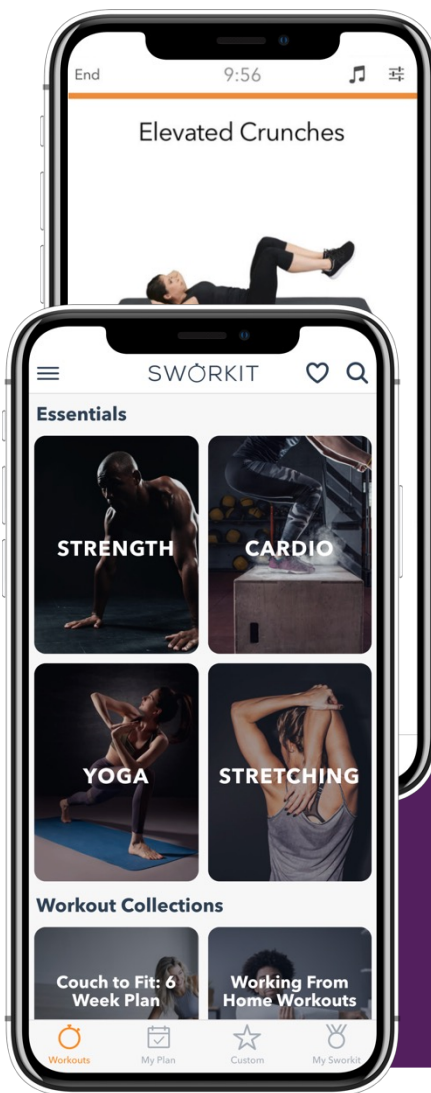 End 9:56
Elevated Crunches
SWORKIT
Essentials
STRENGTH CARDIO
YOGA STRETCHING
Workout Collections
Couch to Fit: 6 Working From
Week Plan Home Workouts
Workouts My Plan Custom My Sworkit